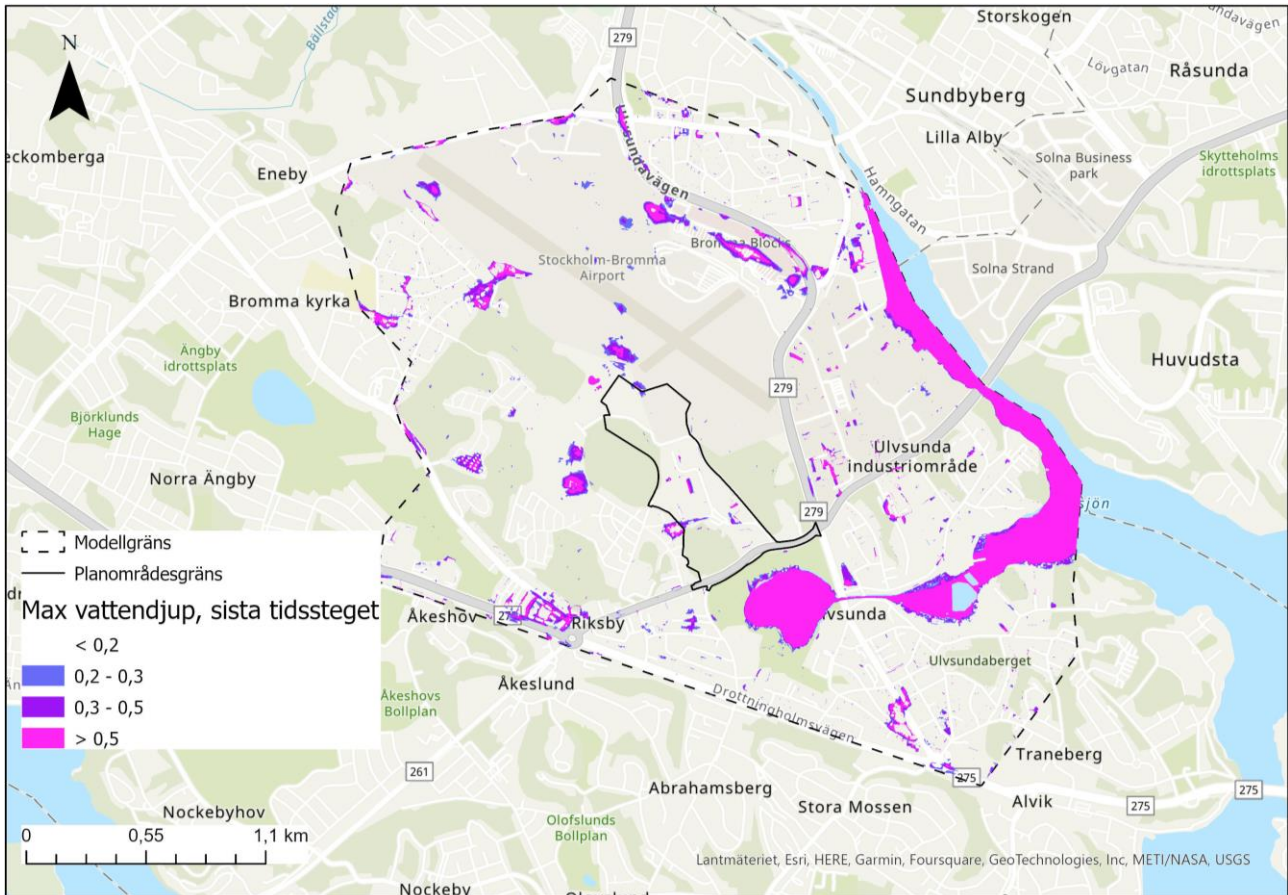 N
Bällstad
279
Storskogen
Lövgatan
Råsunda
Sundbyberg
Lilla Alby
Solna Business
park
Skytteholms
idrottsplats
eckomberga
Eneby
Ulvsundavägen
Hamngatan
Bromma Blocks
Stockholm-Bromma
Airport
Solna Strand
Bromma kyrka
Ängby
idrottsplats
Huvudsta
279
Björklunds
Hage
Ulvsunda
industriområde
Norra Ängby
279
sjön
Modellgräns
Planområdesgräns
Max vattendjup, sista tidssteget
< 0,2
0,2 - 0,3
0,3 - 0,5
> 0,5
Åkeshov
Riksby
vsunda
Ulvsundaberget
Åkeslund
Åkeshovs
Bollplan
Drottningholmsvägen
Traneberg
261
275
Abrahamsberg
Stora Mossen
Alvik
275
275
Nockebyhov
Olofslunds
Bollplan
0 0,55 1,1 km
Lantmäteriet, Esri, HERE, Garmin, Foursquare, GeoTechnologies, Inc, METI/NASA, USGS
Nockeby